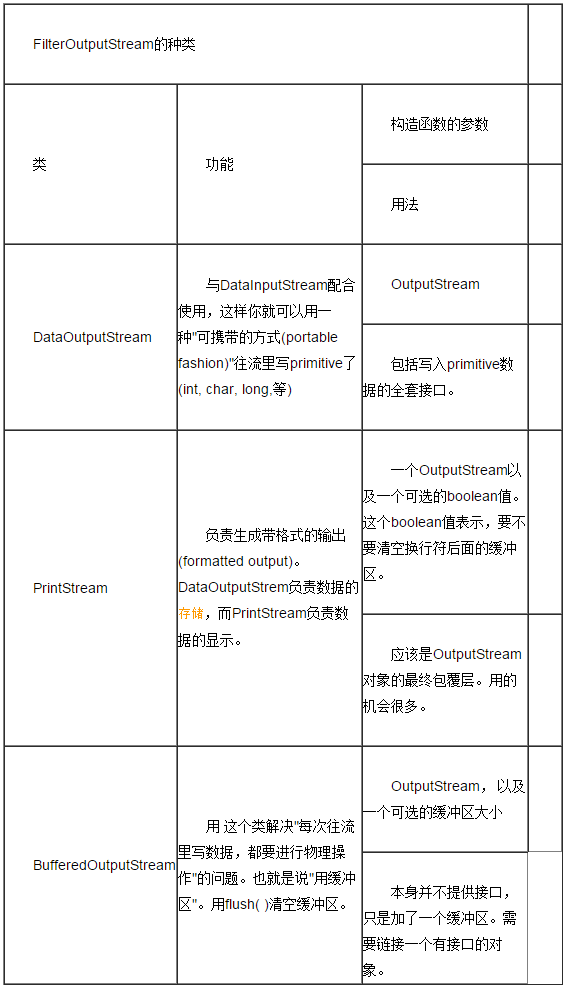 FilterOutputStream的种类
类
功能
构造函数的参数
用法
DataOutputStream
与DataInputStream配合
使用，这样你就可以用一
种"可携带的方式(portable
fashion)"往流里写primitive了
(int, char, long,等)
OutputStream
包括写入primitive数
据的全套接口。
PrintStream
负责生成带格式的输出
(formatted output)。
DataOutputStrem负责数据的
存储，而PrintStream负责数
据的显示。
一个OutputStream以
及一个可选的boolean值。
这个boolean值表示，要不
要清空换行符后面的缓冲
区。
应该是OutputStream
对象的最终包覆层。用的
机会很多。
BufferedOutputStream
用 这个类解决"每次往流
里写数据，都要进行物理操
作"的问题。也就是说"用缓冲
区"。用flush( )清空缓冲区。
OutputStream， 以及
一个可选的缓冲区大小
本身并不提供接口，
只是加了一个缓冲区。需
要链接一个有接口的对
象。